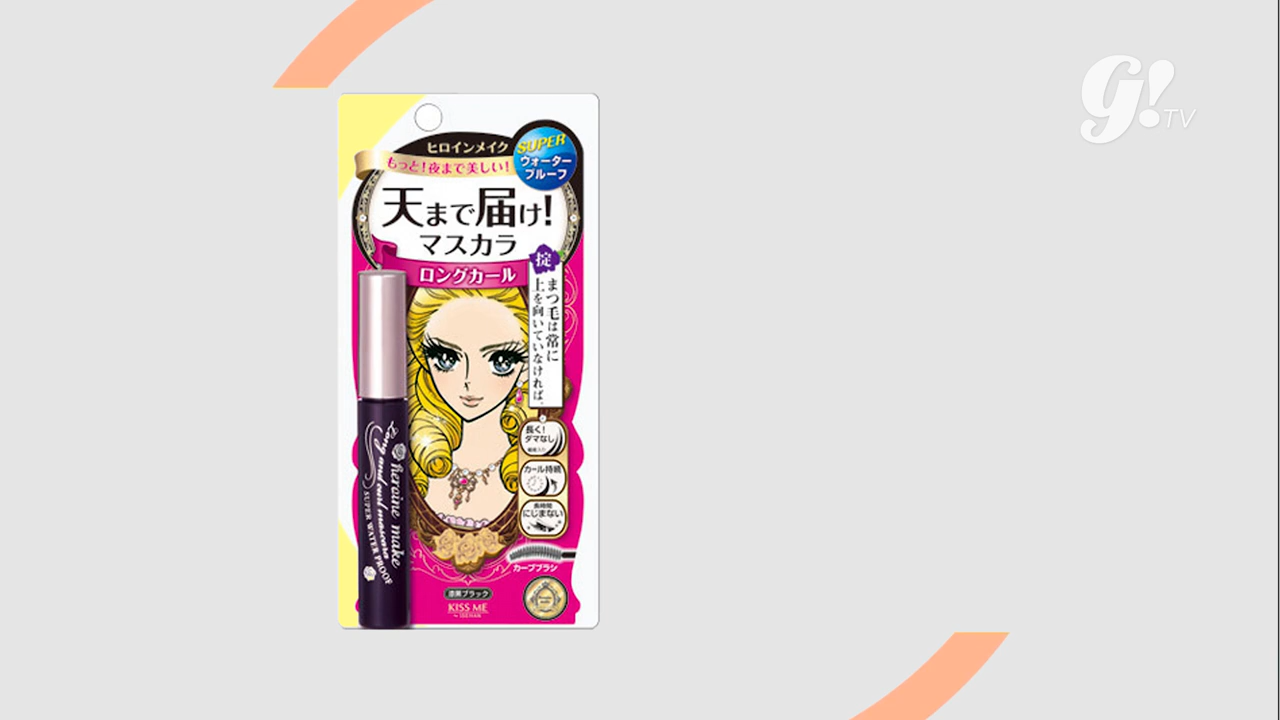 g! TV
ヒロインメイク
SUPER
ウォーター
プルーフ
もっと!夜まで美しい!
天まで届け!
マスカラ
ロングカール
掟
まつ毛は常に
上を向いていなければ。
長く!
ダマなし
カール持続
長時間
にじまない
カーブブラシ
heroine make
Long and curl mascara
SUPER WATER PROOF
漆黒ブラック
KISS ME